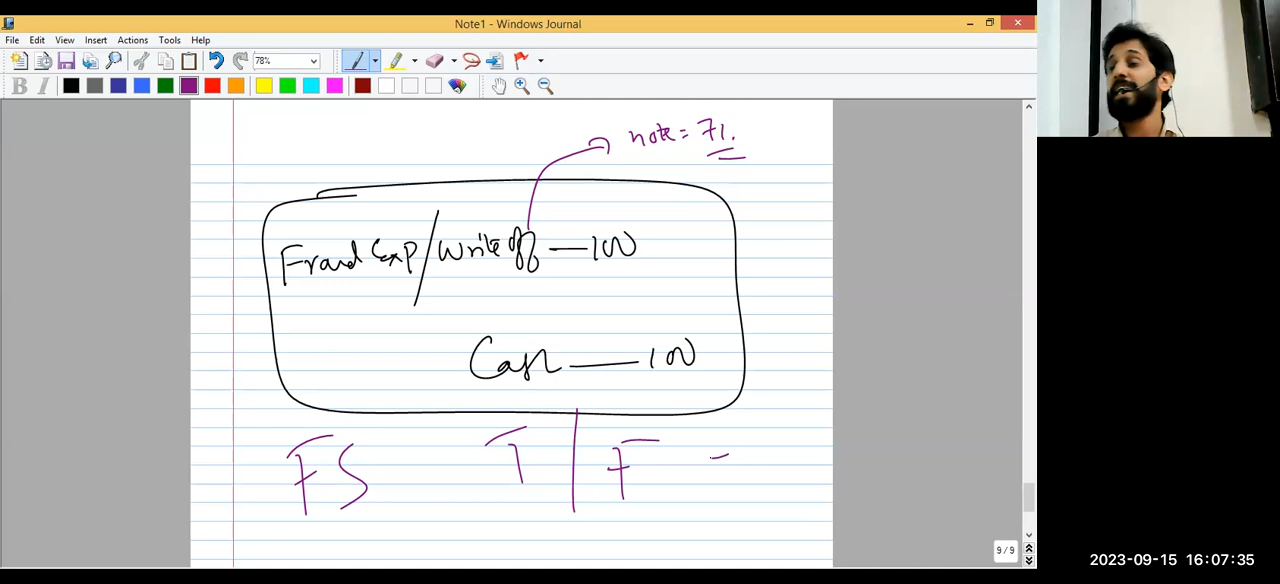 Note1 - Windows Journal
File Edit View Insert Actions Tools Help
78%
B I
note = 71.
Fraud Exp/Write off — 100
Cash — 100
FS T | F -
9 / 9
2023-09-15 16:07:35